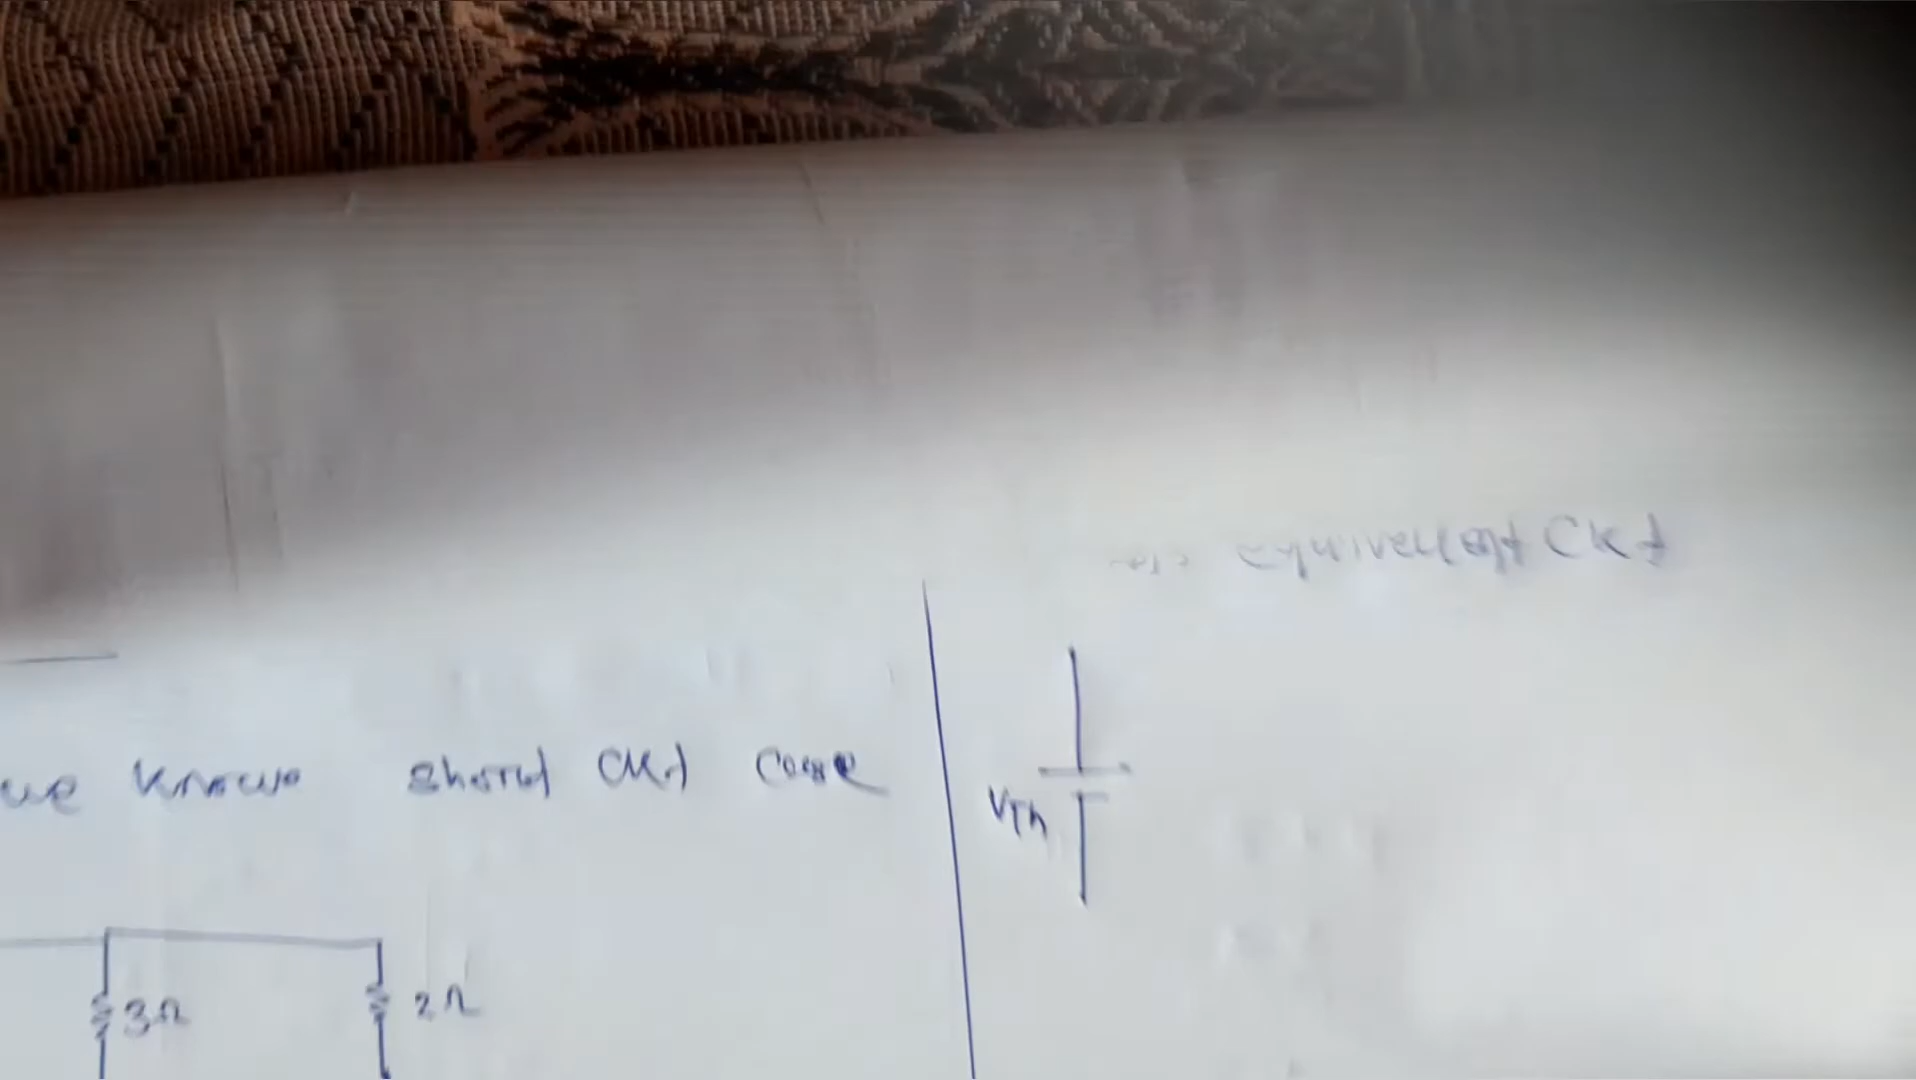 we know short ckt case
3Ω
2Ω
equivalent ckt
VTh